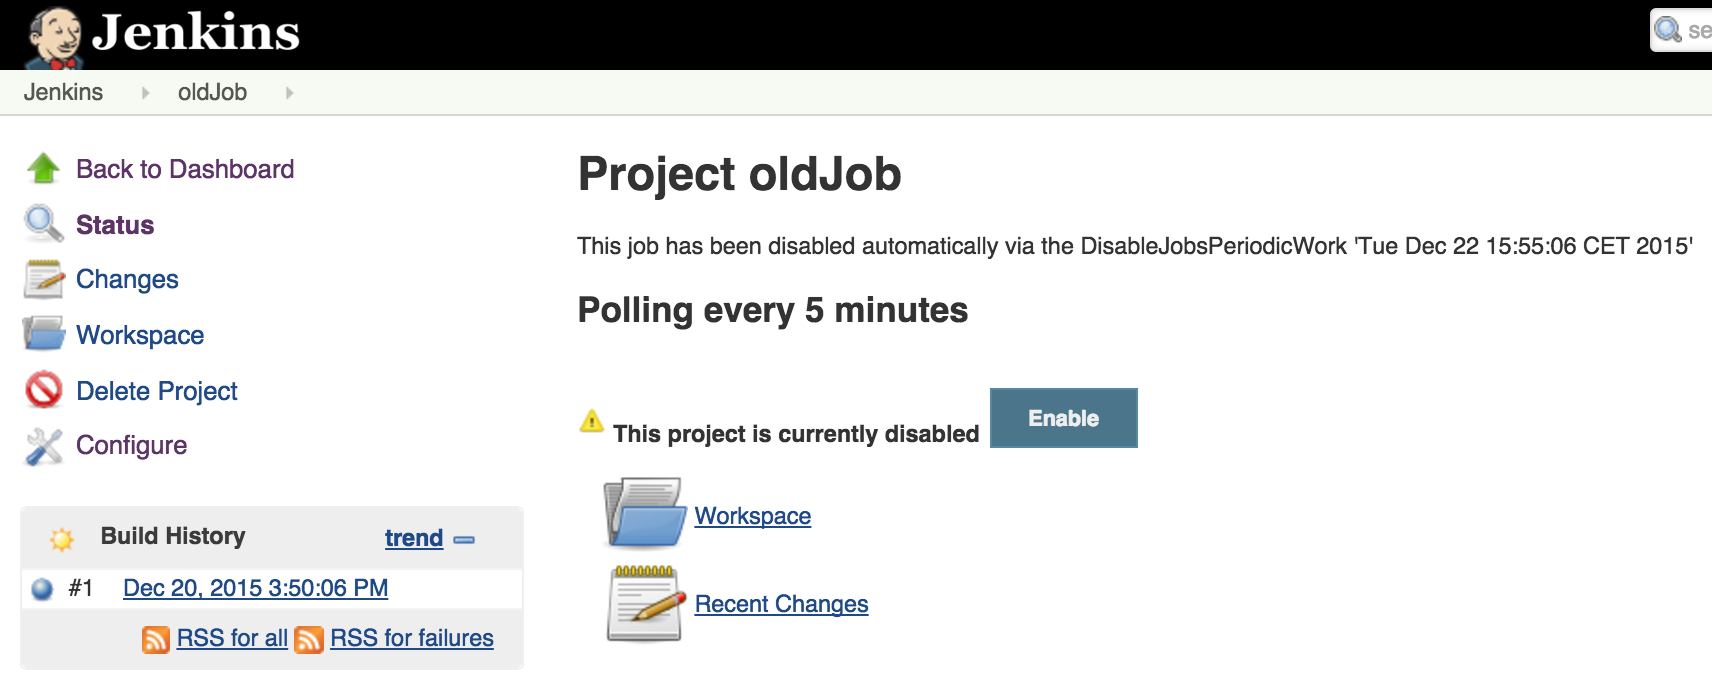 Jenkins
se
Jenkins oldJob
Back to Dashboard
Status
Changes
Workspace
Delete Project
Configure
Build History trend
#1 Dec 20, 2015 3:50:06 PM
RSS for all RSS for failures
Project oldJob
This job has been disabled automatically via the DisableJobsPeriodicWork 'Tue Dec 22 15:55:06 CET 2015'
Polling every 5 minutes
This project is currently disabled Enable
Workspace
Recent Changes